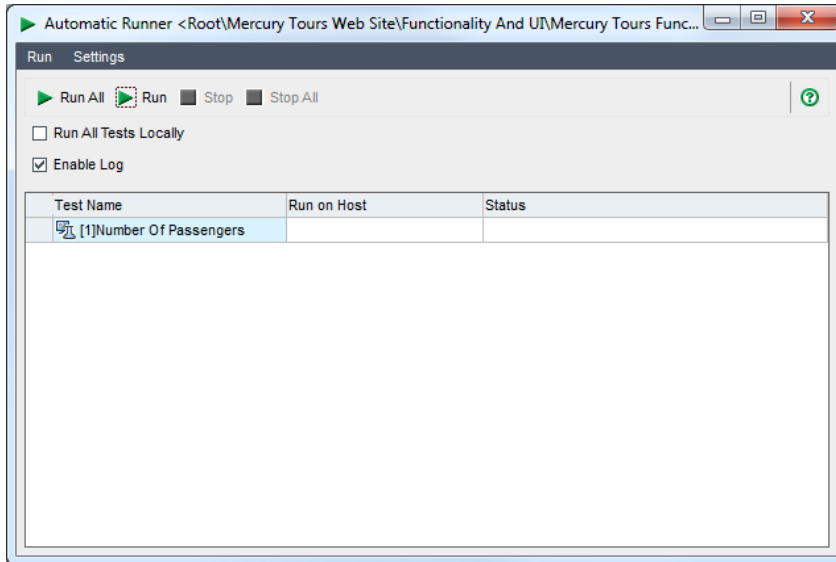 Automatic Runner <Root\Mercury Tours Web Site\Functionality And UI\Mercury Tours Func...
Run Settings
Run All Run Stop Stop All
Run All Tests Locally
Enable Log
Test Name Run on Host Status
[1]Number Of Passengers